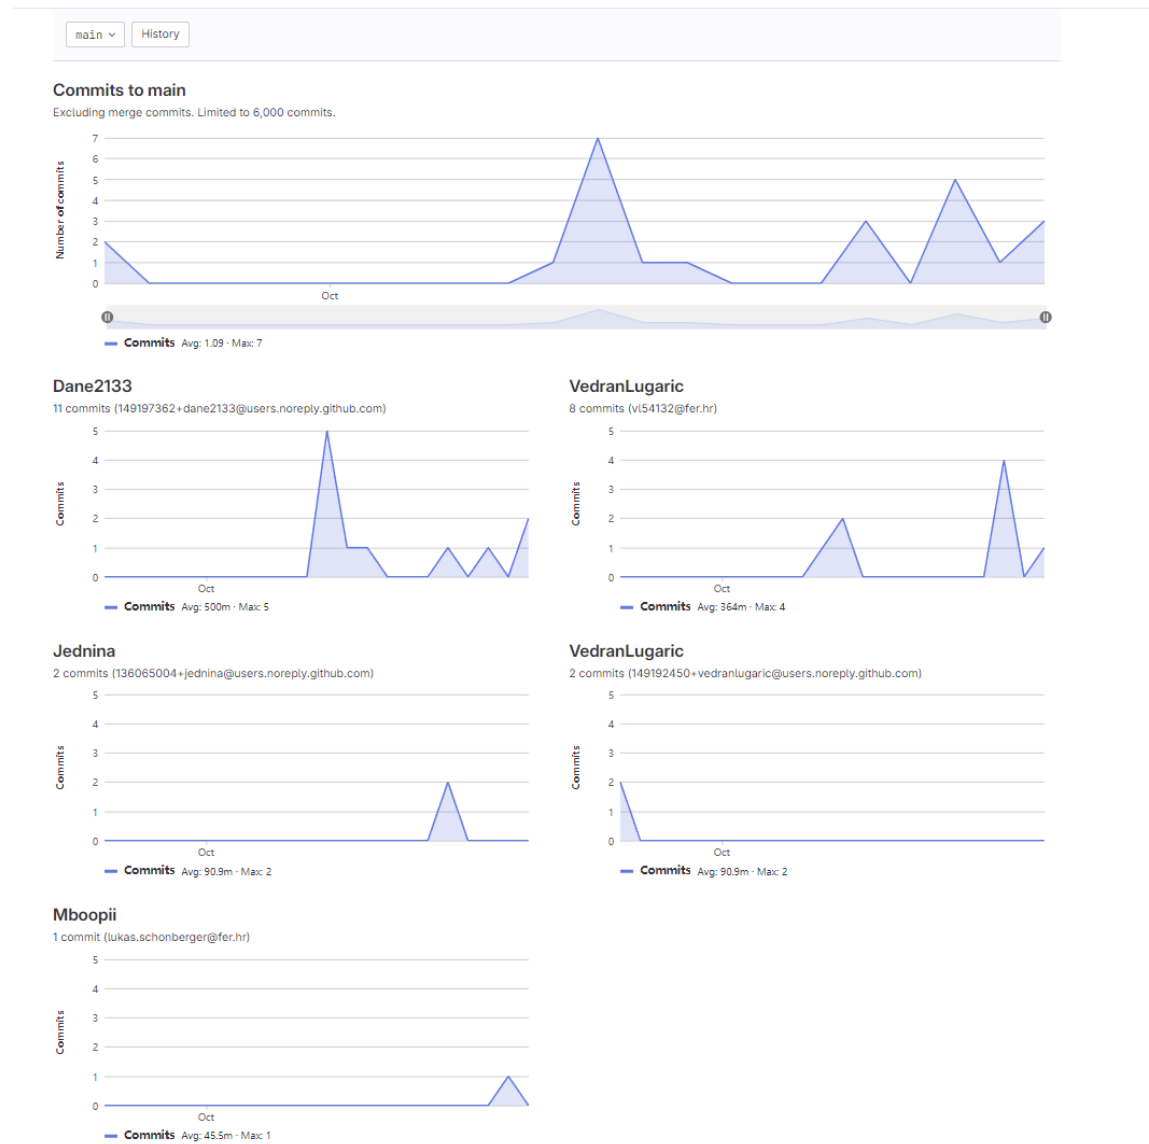 main
History
Commits to main
Excluding merge commits. Limited to 6,000 commits.
Number of commits
7
6
5
4
3
2
1
0
Oct
Commits Avg: 1.09 · Max: 7
Dane2133
11 commits (149197362+dane2133@users.noreply.github.com)
Commits
5
4
3
2
1
0
Oct
Commits Avg: 500m · Max: 5
VedranLugaric
8 commits (vl54132@fer.hr)
Commits
5
4
3
2
1
0
Oct
Commits Avg: 364m · Max: 4
Jednina
2 commits (136065004+jednina@users.noreply.github.com)
Commits
5
4
3
2
1
0
Oct
Commits Avg: 90.9m · Max: 2
VedranLugaric
2 commits (149192450+vedranlugaric@users.noreply.github.com)
Commits
5
4
3
2
1
0
Oct
Commits Avg: 90.9m · Max: 2
Mboopii
1 commit (lukas.schonberger@fer.hr)
Commits
5
4
3
2
1
0
Oct
Commits Avg: 45.5m · Max: 1